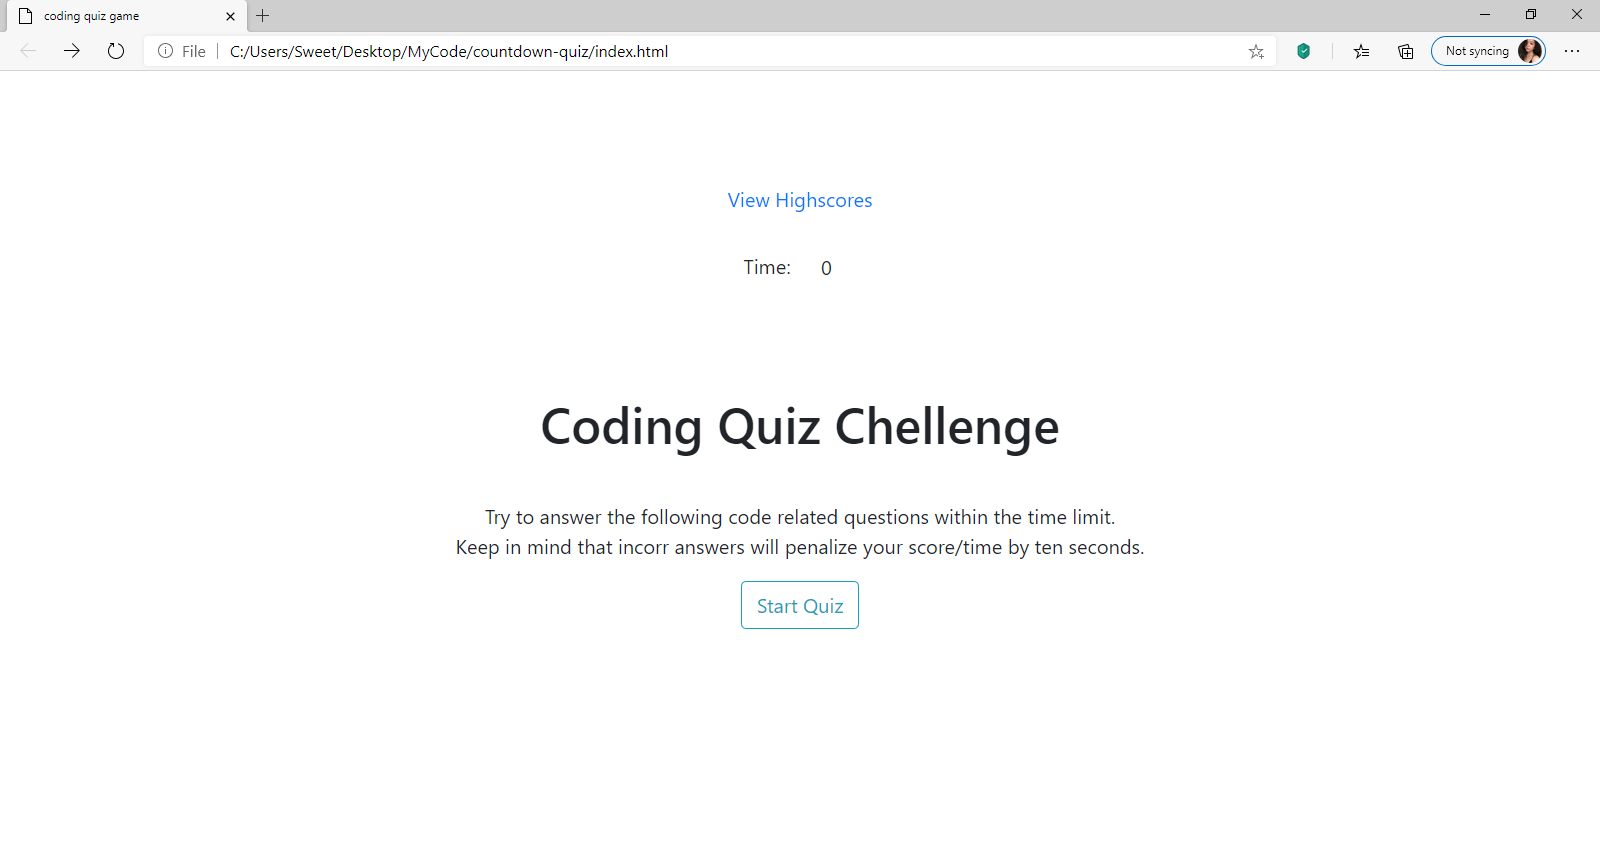 coding quiz game
File
C:/Users/Sweet/Desktop/MyCode/countdown-quiz/index.html
Not syncing
View Highscores
Time: 0
Coding Quiz Chellenge
Try to answer the following code related questions within the time limit.
Keep in mind that incorr answers will penalize your score/time by ten seconds.
Start Quiz